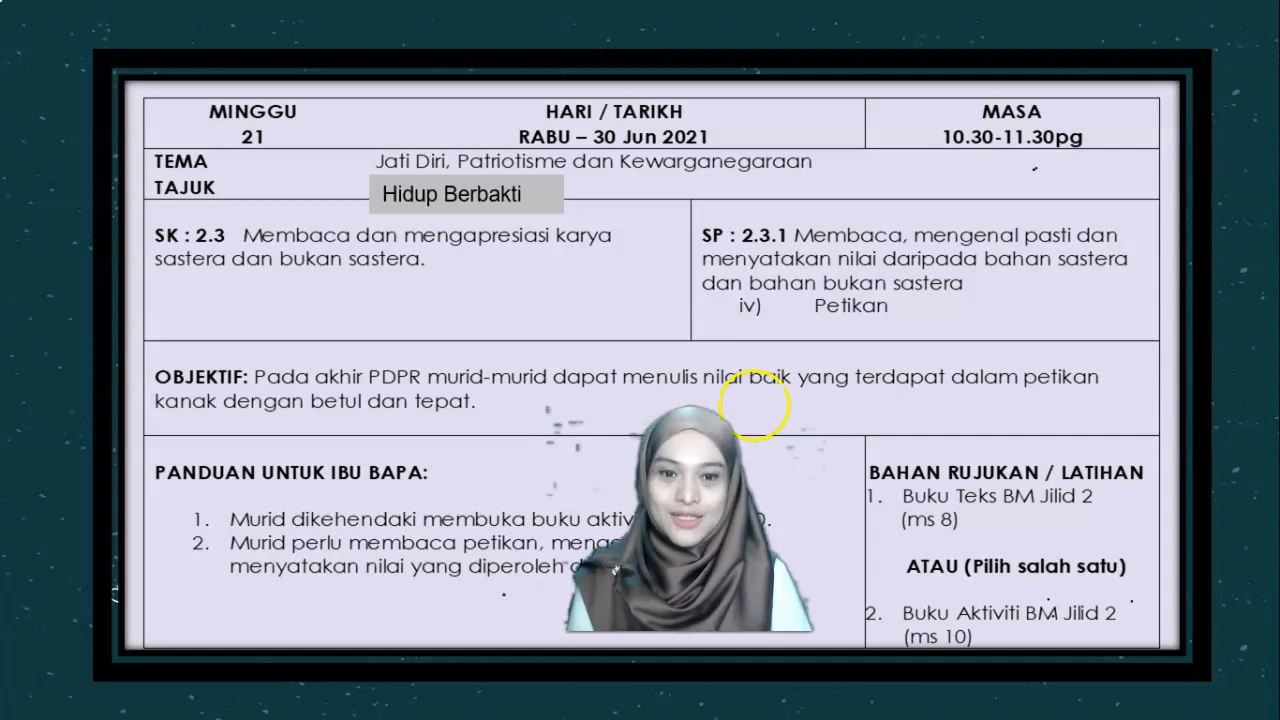 MINGGU HARI / TARIKH MASA
21 RABU – 30 Jun 2021 10.30-11.30pg
TEMA Jati Diri, Patriotisme dan Kewarganegaraan
TAJUK Hidup Berbakti
SK : 2.3 Membaca dan mengapresiasi karya
sastera dan bukan sastera.
SP : 2.3.1 Membaca, mengenal pasti dan
menyatakan nilai daripada bahan sastera
dan bahan bukan sastera
iv) Petikan
OBJEKTIF: Pada akhir PDPR murid-murid dapat menulis nilai baik yang terdapat dalam petikan
kanak dengan betul dan tepat.
PANDUAN UNTUK IBU BAPA:
1. Murid dikehendaki membuka buku
2. Murid perlu membaca petikan,
menyatakan nilai yang diperoleh
BAHAN RUJUKAN / LATIHAN
1. Buku Teks BM Jilid 2
(ms 8)
ATAU (Pilih salah satu)
2. Buku Aktiviti BM Jilid 2
(ms 10)